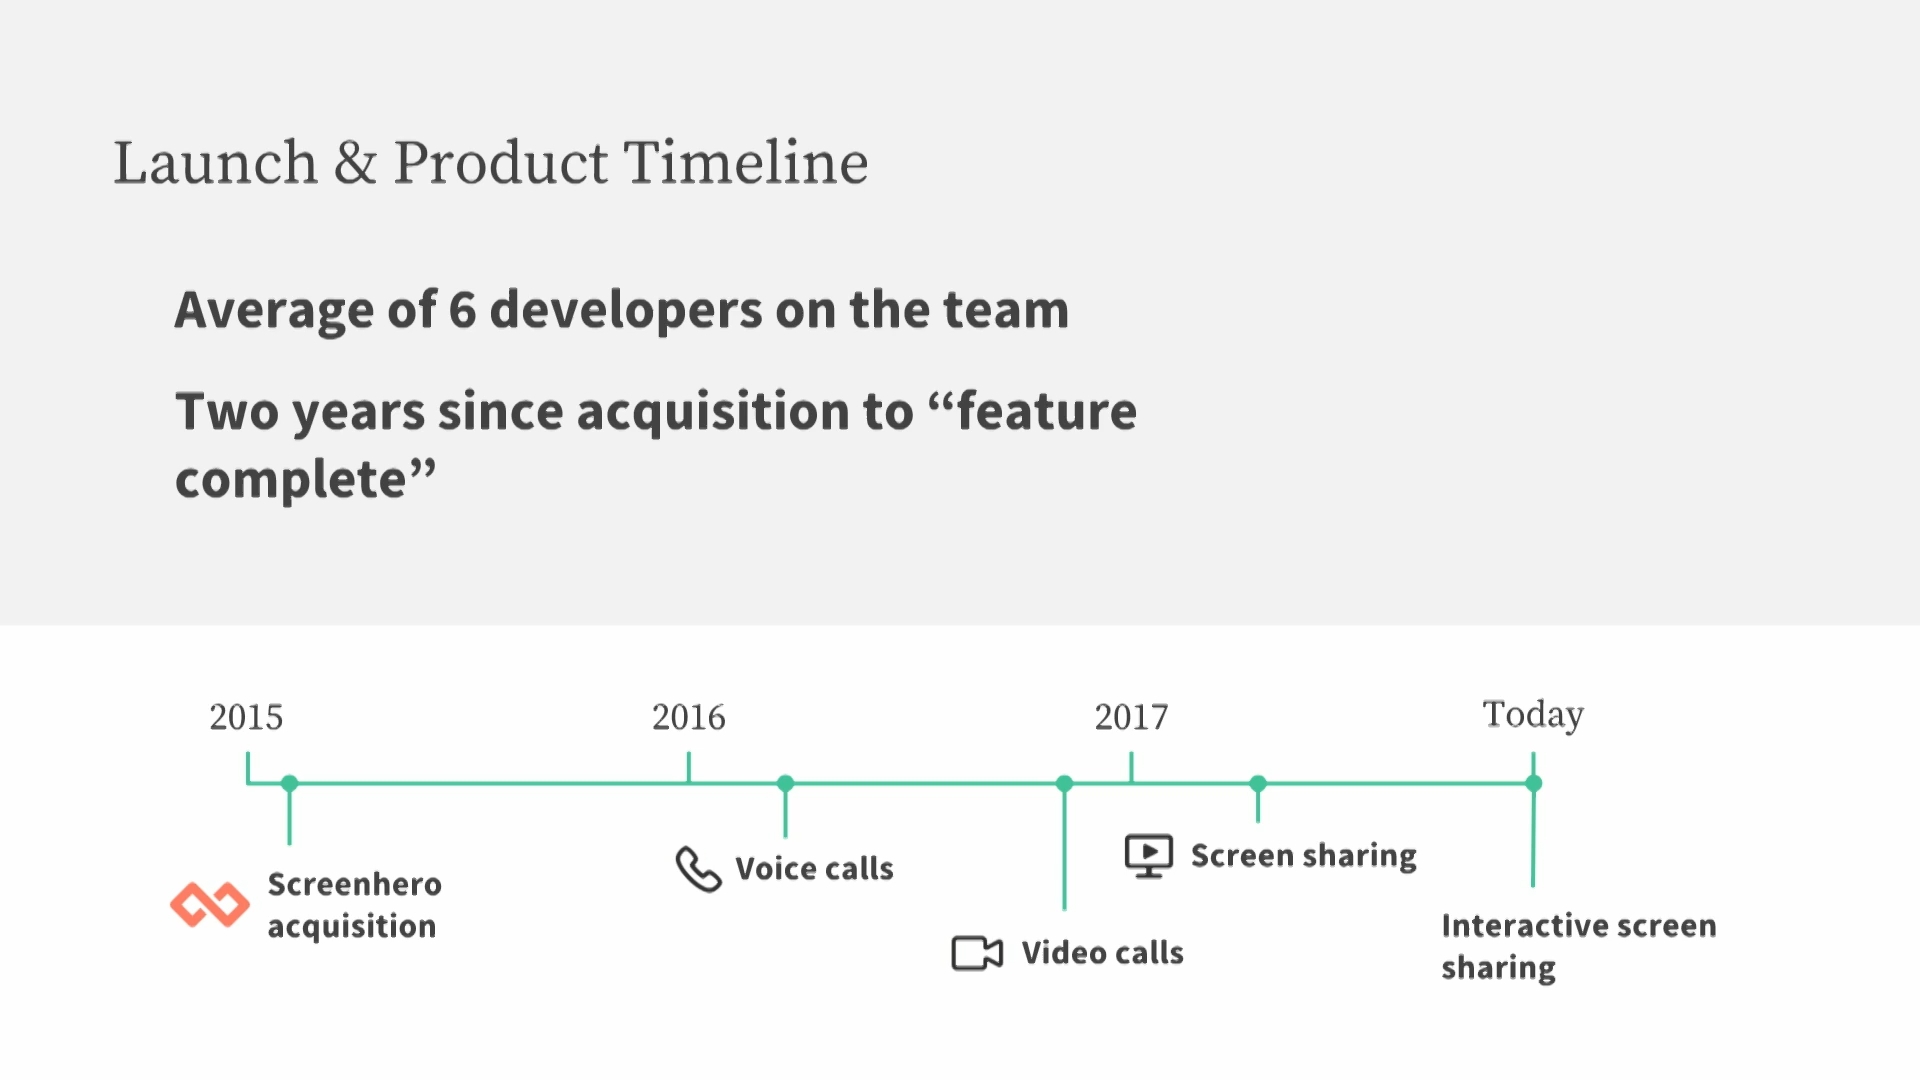 Launch & Product Timeline
Average of 6 developers on the team
Two years since acquisition to “feature
complete”
2015
2016
2017
Today
Screenhero
acquisition
Voice calls
Video calls
Screen sharing
Interactive screen
sharing